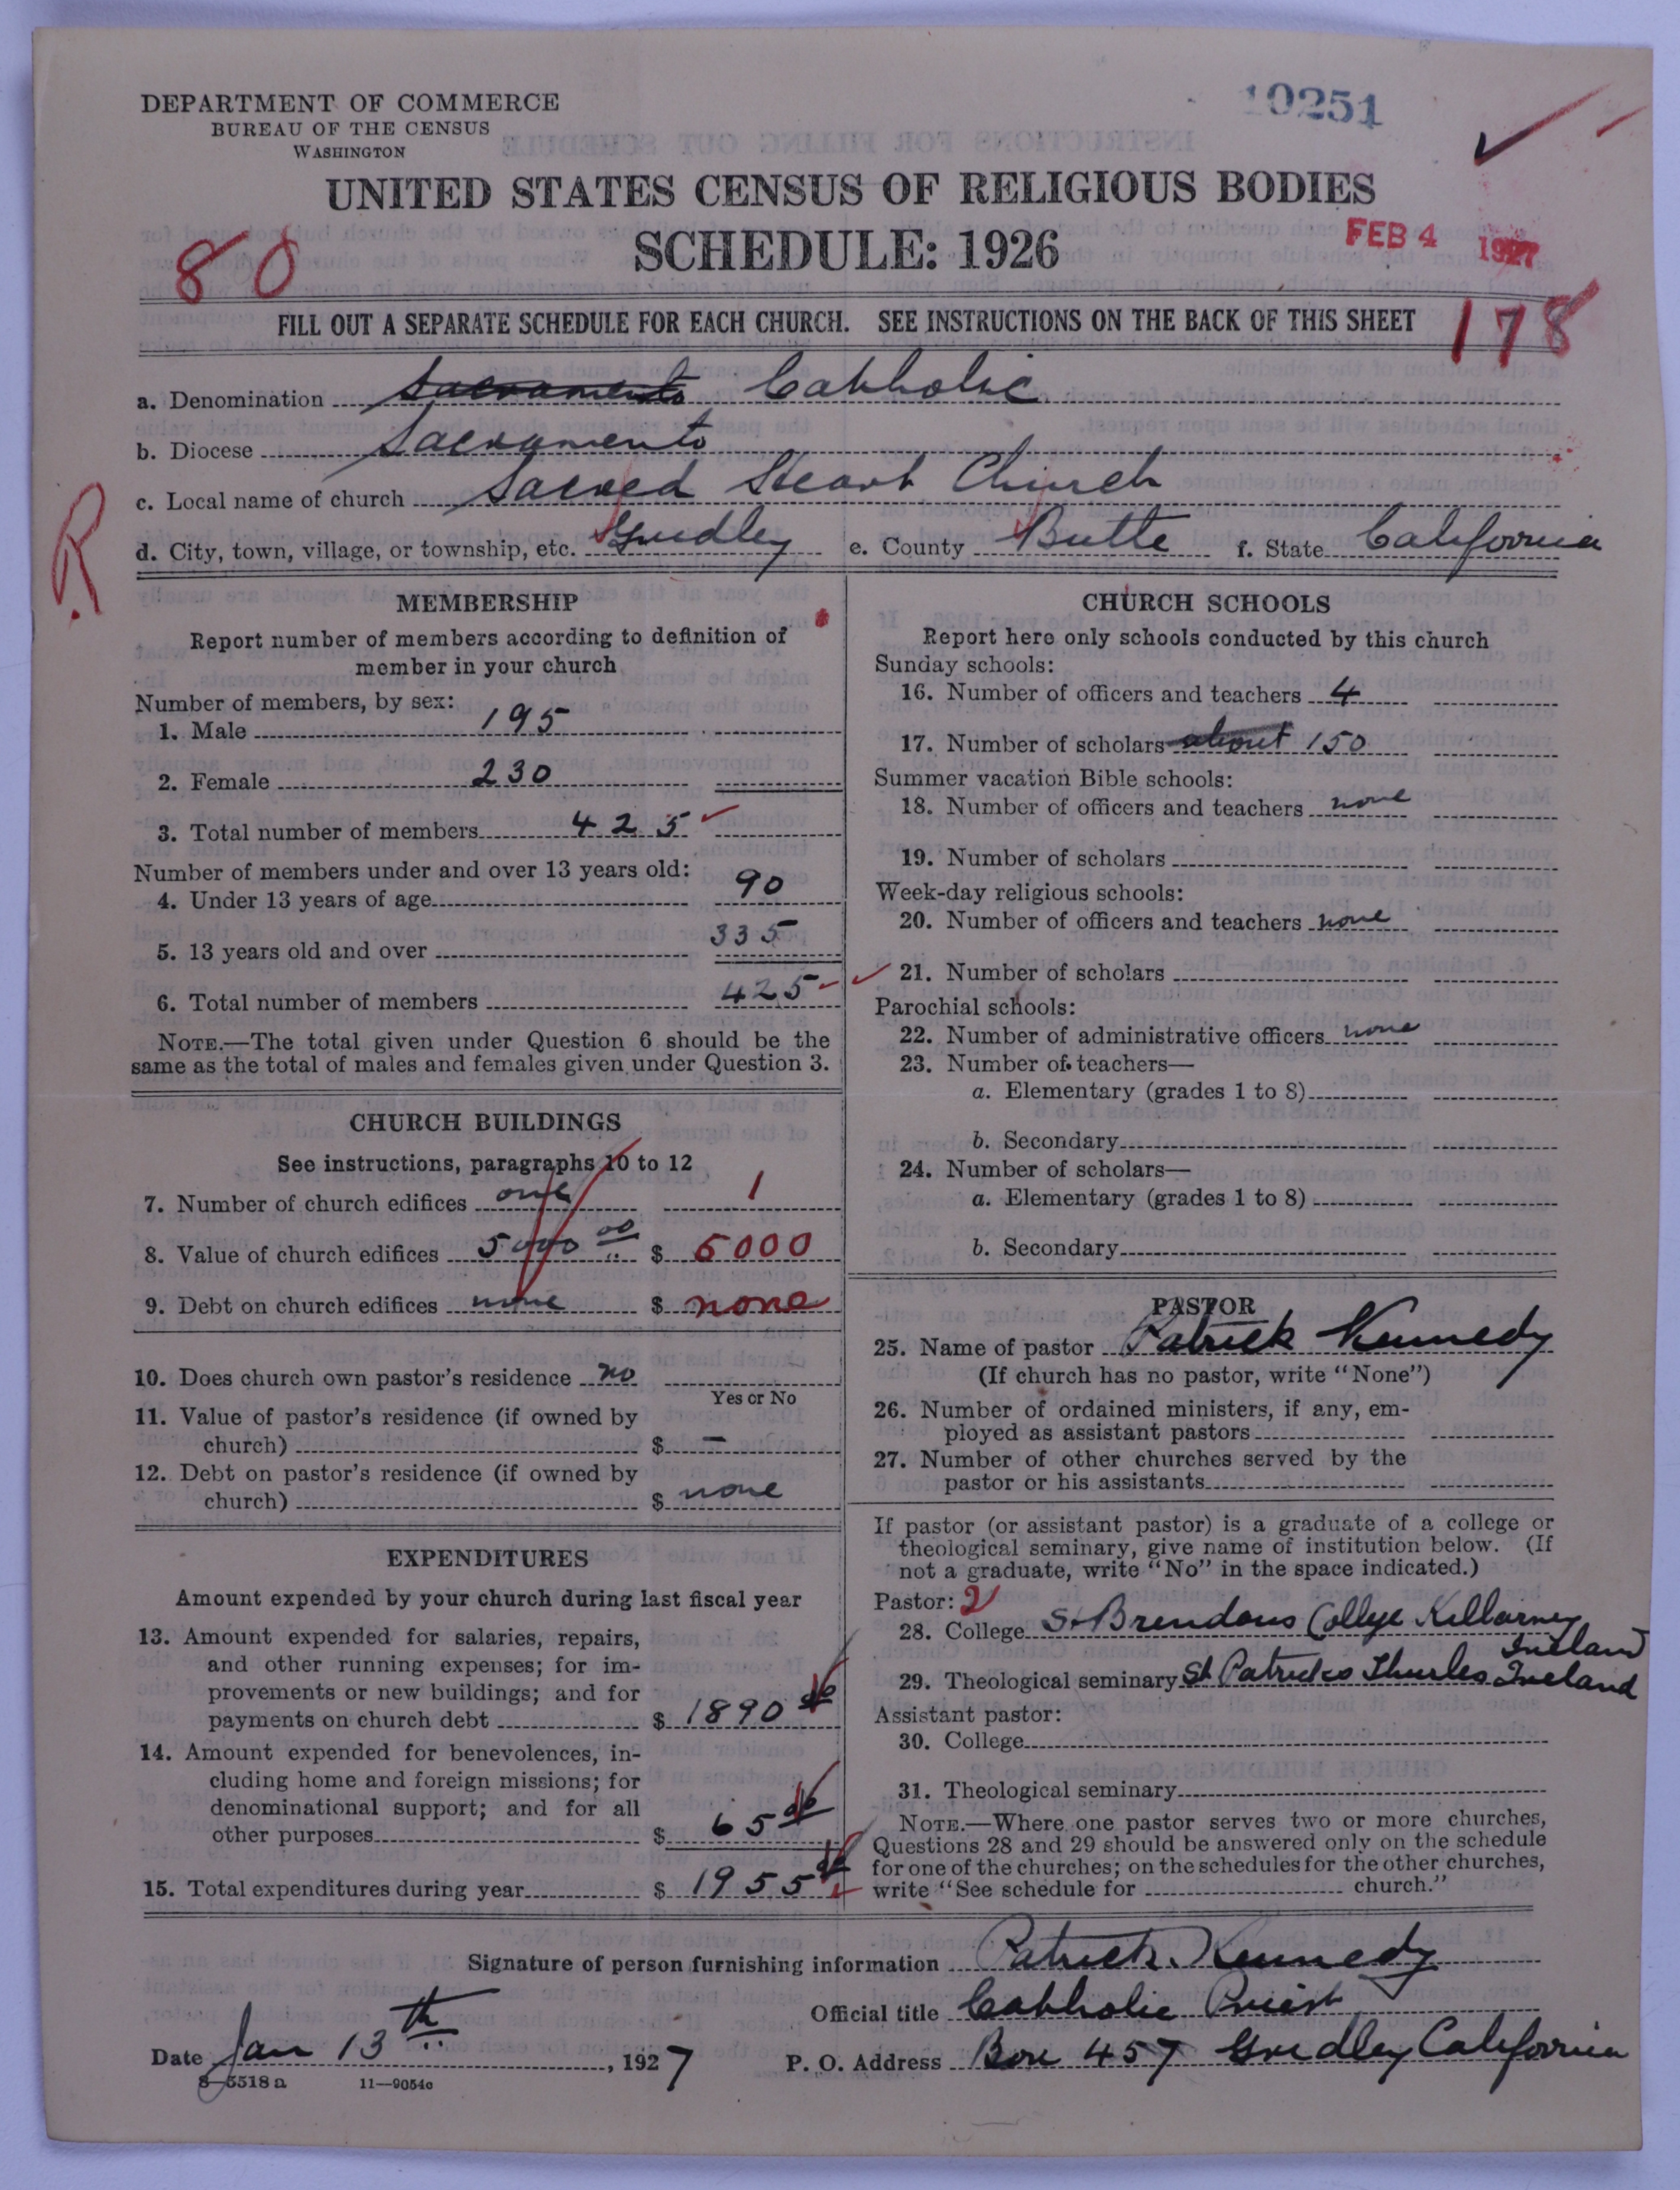 DEPARTMENT OF COMMERCE
BUREAU OF THE CENSUS
WASHINGTON
10251
UNITED STATES CENSUS OF RELIGIOUS BODIES
SCHEDULE: 1926
FEB 4 1927
80
FILL OUT A SEPARATE SCHEDULE FOR EACH CHURCH. SEE INSTRUCTIONS ON THE BACK OF THIS SHEET
178
a. Denomination Sacramento Cahholic
b. Diocese Sacramento
c. Local name of church Sacred Heart Church
R
d. City, town, village, or township, etc. Gridley e. County Butte f. State California
MEMBERSHIP
Report number of members according to definition of
member in your church
Number of members, by sex:
1. Male 195
2. Female 230
3. Total number of members 425
Number of members under and over 13 years old:
4. Under 13 years of age 90
5. 13 years old and over 335
6. Total number of members 425
NOTE.—The total given under Question 6 should be the
same as the total of males and females given under Question 3.
CHURCH BUILDINGS
See instructions, paragraphs 10 to 12
7. Number of church edifices one 1
8. Value of church edifices 5000 00 $ 5000
9. Debt on church edifices none $ none
10. Does church own pastor's residence no
Yes or No
11. Value of pastor's residence (if owned by
church) $ —
12. Debt on pastor's residence (if owned by
church) $ none
EXPENDITURES
Amount expended by your church during last fiscal year
13. Amount expended for salaries, repairs,
and other running expenses; for im-
provements or new buildings; and for
payments on church debt $ 1890 00
14. Amount expended for benevolences, in-
cluding home and foreign missions; for
denominational support; and for all
other purposes $ 65 00
15. Total expenditures during year $ 1955 00
CHURCH SCHOOLS
Report here only schools conducted by this church
Sunday schools:
16. Number of officers and teachers 4
17. Number of scholars about 150
Summer vacation Bible schools:
18. Number of officers and teachers none
19. Number of scholars
Week-day religious schools:
20. Number of officers and teachers none
21. Number of scholars
Parochial schools:
22. Number of administrative officers none
23. Number of teachers—
a. Elementary (grades 1 to 8)
b. Secondary
24. Number of scholars—
a. Elementary (grades 1 to 8)
b. Secondary
PASTOR
25. Name of pastor Patrick Kennedy
(If church has no pastor, write "None")
26. Number of ordained ministers, if any, em-
ployed as assistant pastors
27. Number of other churches served by the
pastor or his assistants
If pastor (or assistant pastor) is a graduate of a college or
theological seminary, give name of institution below. (If
not a graduate, write "No" in the space indicated.)
Pastor: 2
28. College St Brendans College Killarney
Ireland
29. Theological seminary St Patricks Thurles Ireland
Assistant pastor:
30. College
31. Theological seminary
NOTE.—Where one pastor serves two or more churches,
Questions 28 and 29 should be answered only on the schedule
for one of the churches; on the schedules for the other churches,
write "See schedule for church."
Signature of person furnishing information Patrick Kennedy
Official title Cahholic Priest
Date Jan 13th, 1927 P. O. Address Box 457 Gridley California
8—5518a 11—9054c